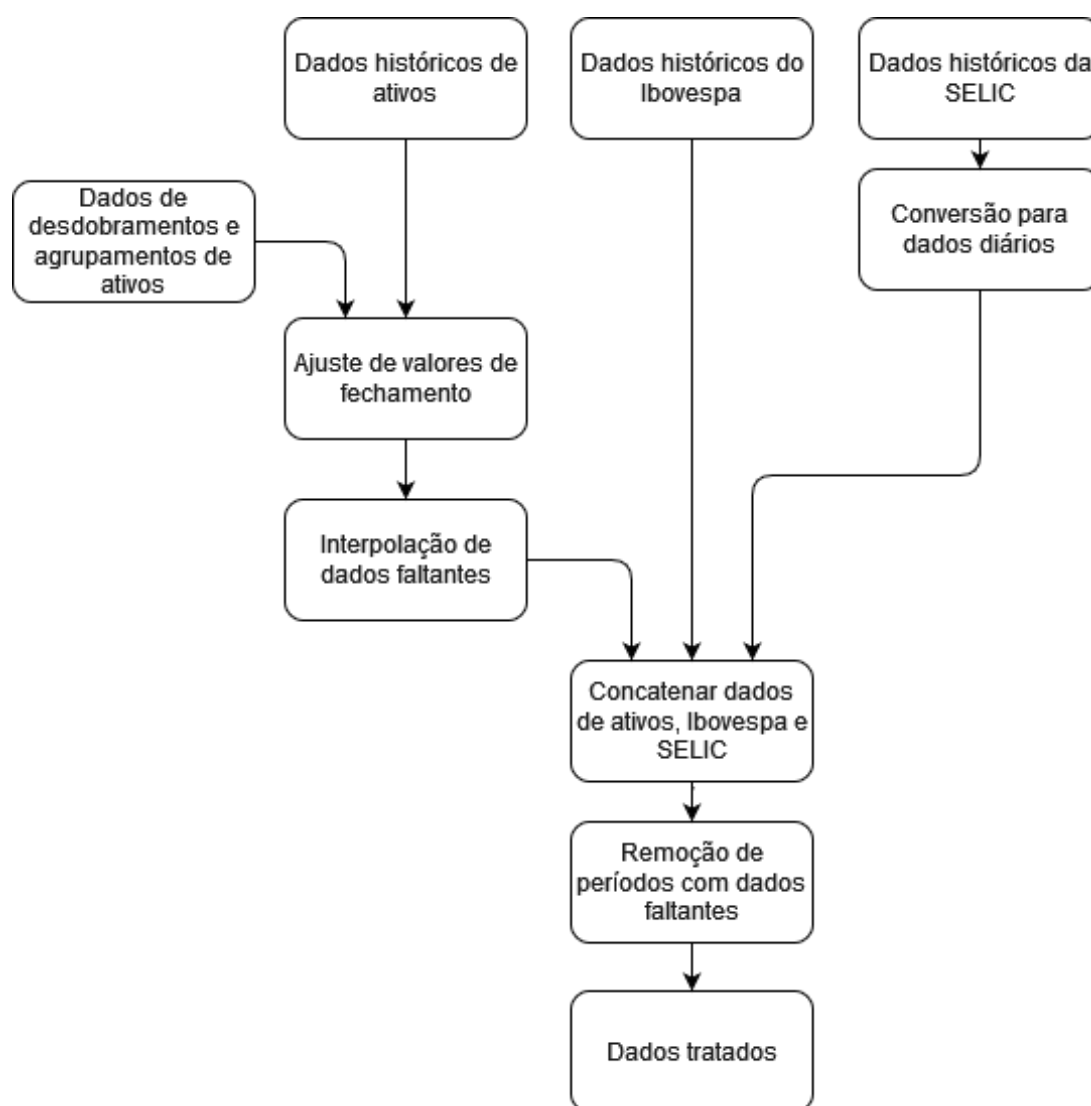 Dados históricos de
ativos
Dados históricos do
Ibovespa
Dados históricos da
SELIC
Dados de
desdobramentos e
agrupamentos de
ativos
Conversão para
dados diários
Ajuste de valores de
fechamento
Interpolação de
dados faltantes
Concatenar dados
de ativos, Ibovespa e
SELIC
Remoção de
períodos com dados
faltantes
Dados tratados